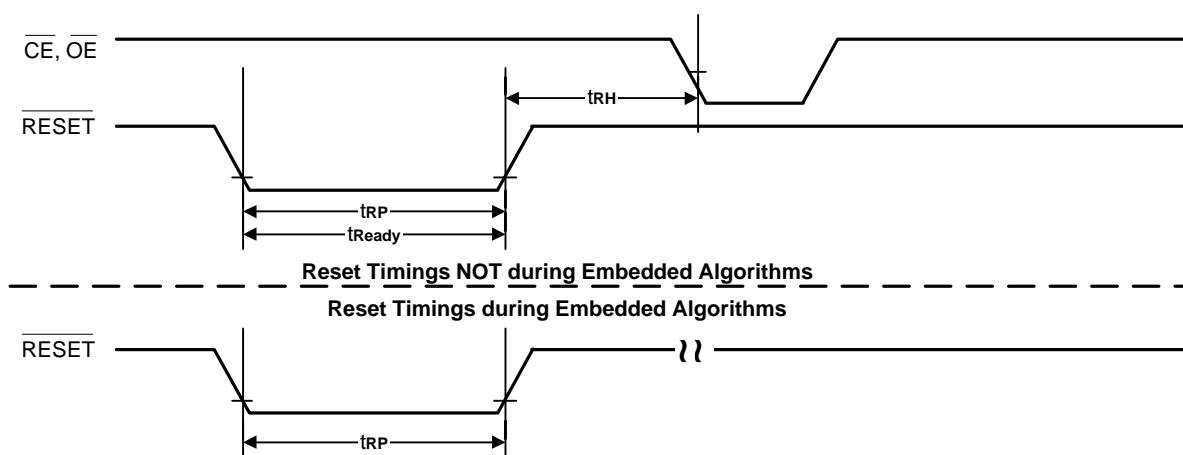 CE, OE
tRH
RESET
tRP
tReady
Reset Timings NOT during Embedded Algorithms
Reset Timings during Embedded Algorithms
RESET
tRP